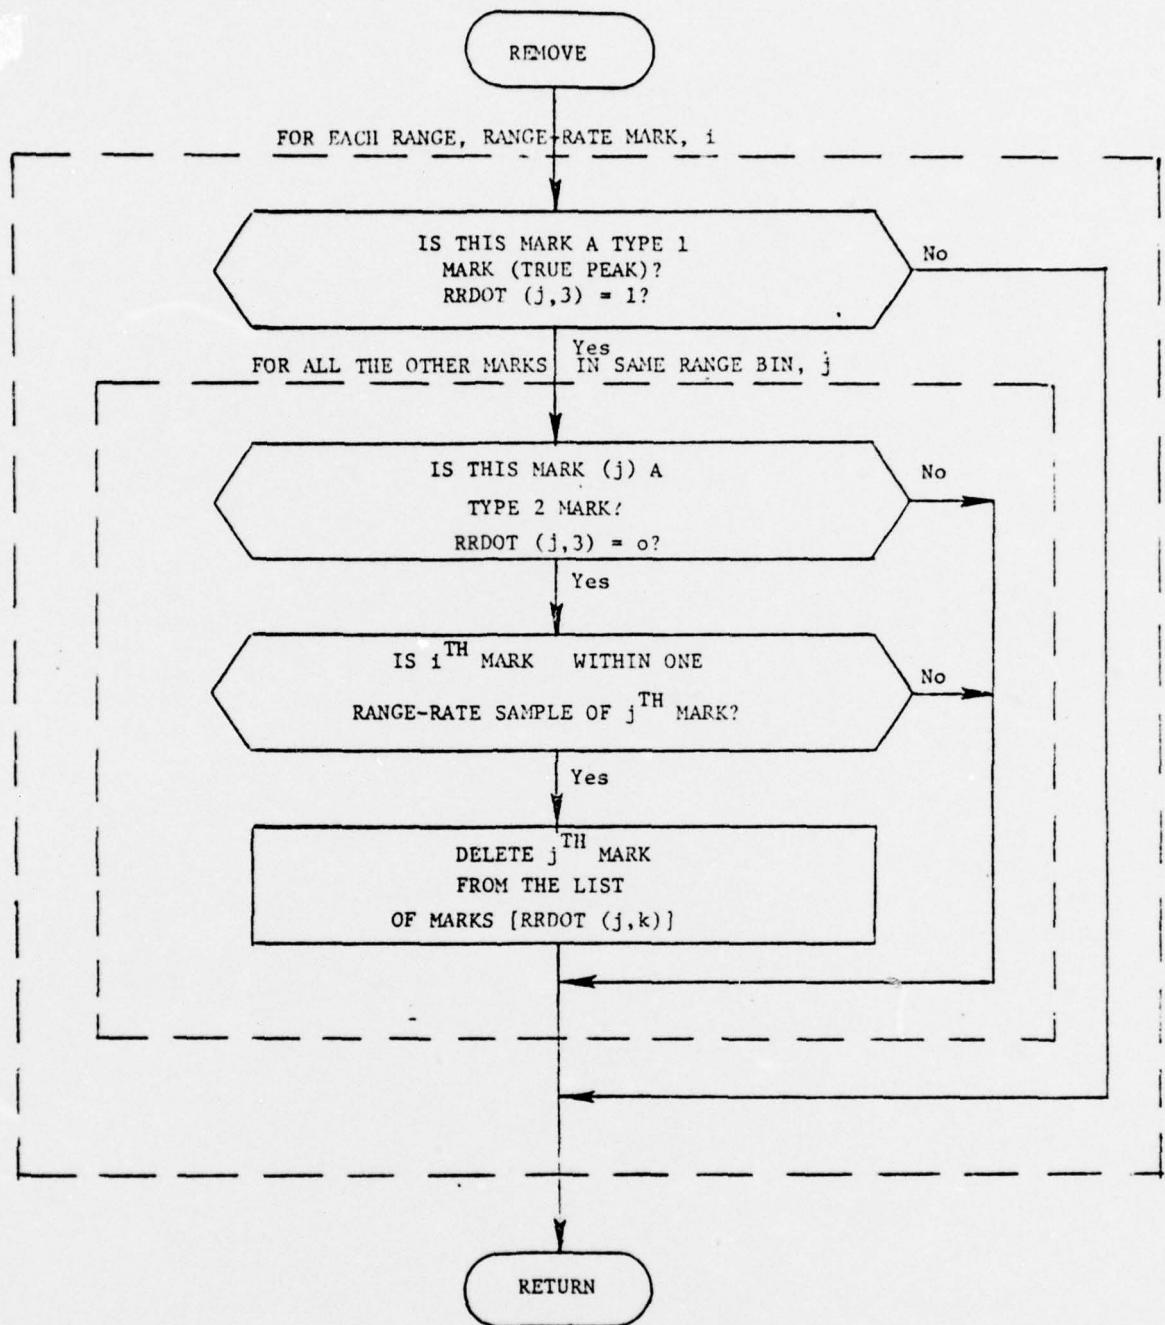 REMOVE
FOR EACH RANGE, RANGE-RATE MARK, i
IS THIS MARK A TYPE 1
MARK (TRUE PEAK)?
RRDOT (j,3) = 1?
No
Yes
FOR ALL THE OTHER MARKS IN SAME RANGE BIN, j
IS THIS MARK (j) A
TYPE 2 MARK?
RRDOT (j,3) = o?
No
Yes
IS i^TH MARK WITHIN ONE
RANGE-RATE SAMPLE OF j^TH MARK?
No
Yes
DELETE j^TH MARK
FROM THE LIST
OF MARKS [RRDOT (j,k)]
RETURN